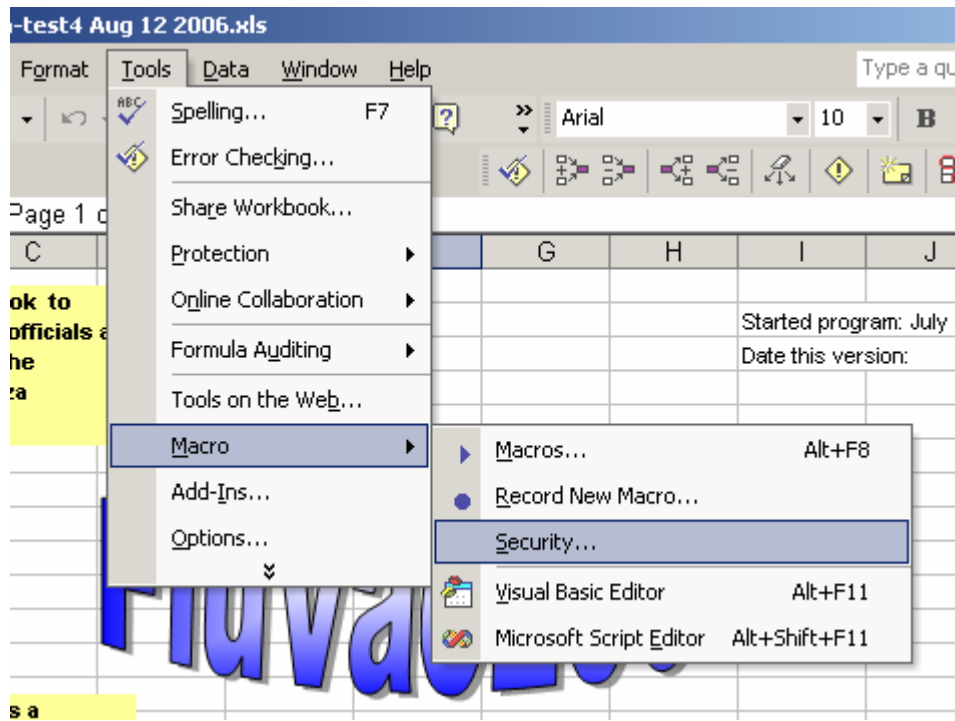 -test4 Aug 12 2006.xls
Format Tools Data Window Help Type a qu
Spelling... F7 Arial 10 B
Error Checking...
Share Workbook...
Page 1
C G H I J
Protection
ok to
Online Collaboration
officials a Started program: July
he Formula Auditing Date this version:
za
Tools on the Web...
Macro
Macros... Alt+F8
Add-Ins...
Record New Macro...
Options...
Security...
Visual Basic Editor Alt+F11
Microsoft Script Editor Alt+Shift+F11
s a